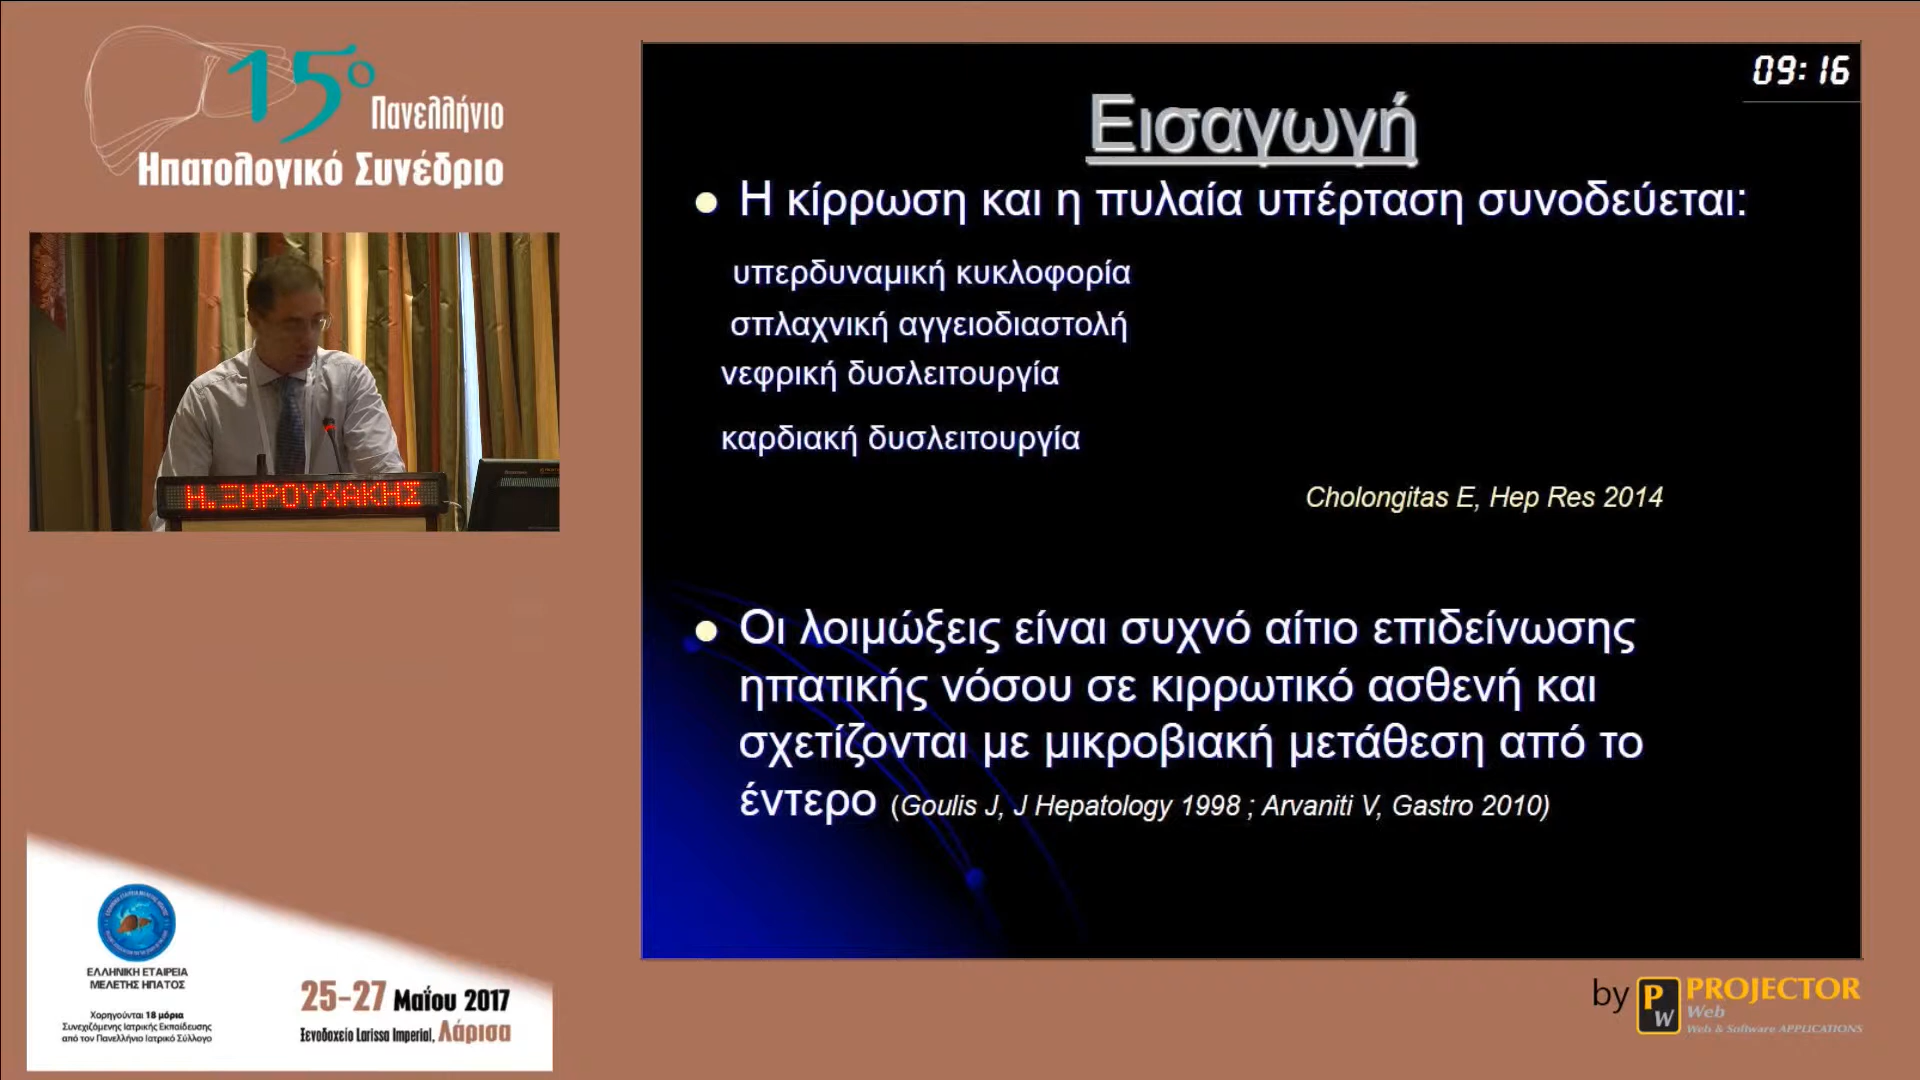 15ο Πανελλήνιο
Ηπατολογικό Συνέδριο
Η.ΞΗΡΟΥΧΑΚΗΣ
09:16
Εισαγωγή
Η κίρρωση και η πυλαία υπέρταση συνοδεύεται:
υπερδυναμική κυκλοφορία
σπλαχνική αγγειοδιαστολή
νεφρική δυσλειτουργία
καρδιακή δυσλειτουργία
Cholongitas E, Hep Res 2014
Οι λοιμώξεις είναι συχνό αίτιο επιδείνωσης
ηπατικής νόσου σε κιρρωτικό ασθενή και
σχετίζονται με μικροβιακή μετάθεση από το
έντερο (Goulis J, J Hepatology 1998 ; Arvaniti V, Gastro 2010)
ΕΛΛΗΝΙΚΗ ΕΤΑΙΡΕΙΑ
ΜΕΛΕΤΗΣ ΗΠΑΤΟΣ
Χορηγούνται 18 μόρια
Συνεχιζόμενης Ιατρικής Εκπαίδευσης
από τον Πανελλήνιο Ιατρικό Σύλλογο
25-27 Μαΐου 2017
Ξενοδοχείο Larissa Imperial, Λάρισα
by PW PROJECTOR
Web
Web & Software APPLICATIONS